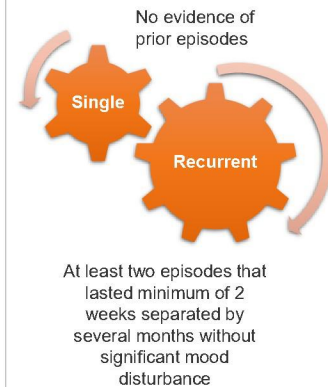 No evidence of
prior episodes
Single
Recurrent
At least two episodes that
lasted minimum of 2
weeks separated by
several months without
significant mood
disturbance